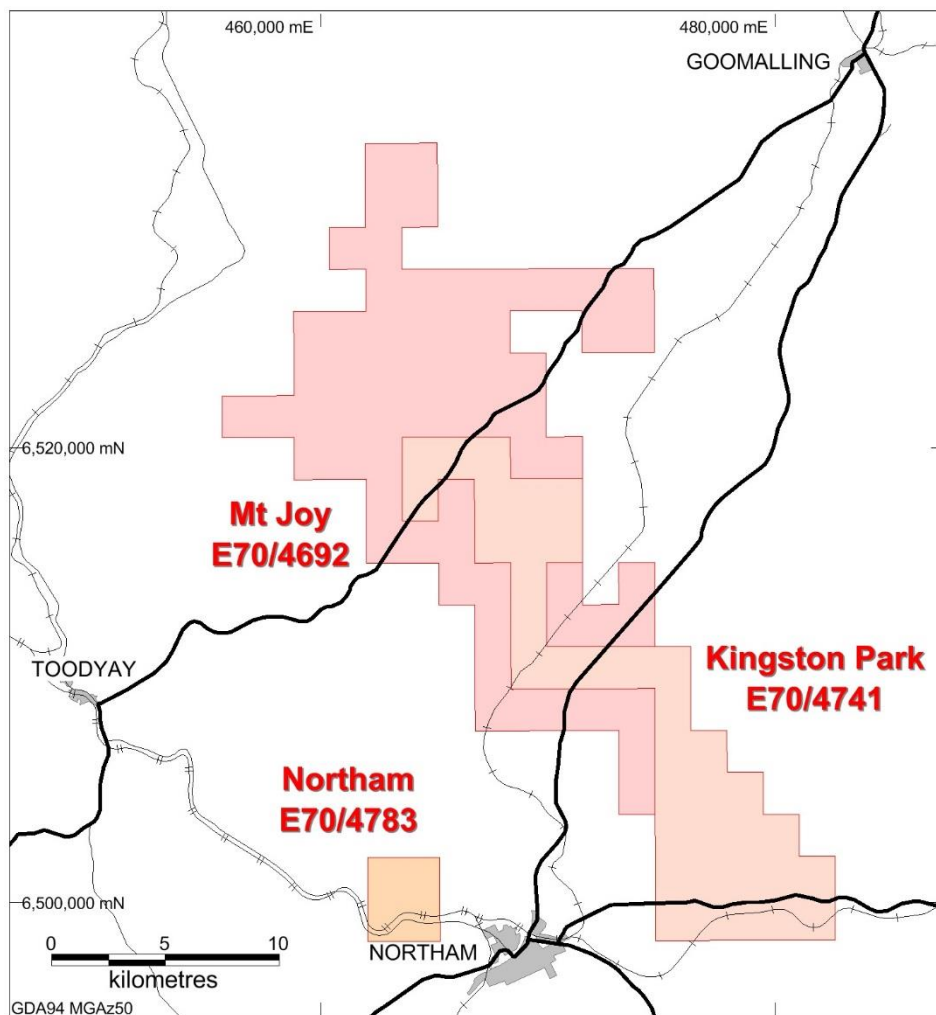 460,000 mE
480,000 mE
GOOMALLING
6,520,000 mN
Mt Joy
E70/4692
TOODYAY
Kingston Park
E70/4741
Northam
E70/4783
6,500,000 mN
0 5 10
kilometres
NORTHAM
GDA94 MGAz50